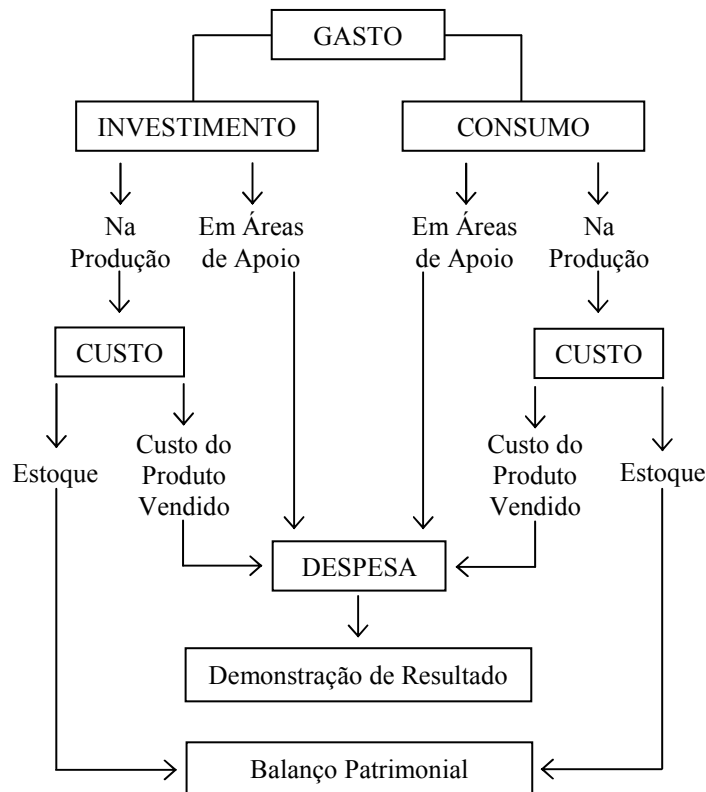 GASTO
INVESTIMENTO
CONSUMO
Na
Produção
Em Áreas
de Apoio
Em Áreas
de Apoio
Na
Produção
CUSTO
CUSTO
Estoque
Custo do
Produto
Vendido
Custo do
Produto
Vendido
Estoque
DESPESA
Demonstração de Resultado
Balanço Patrimonial